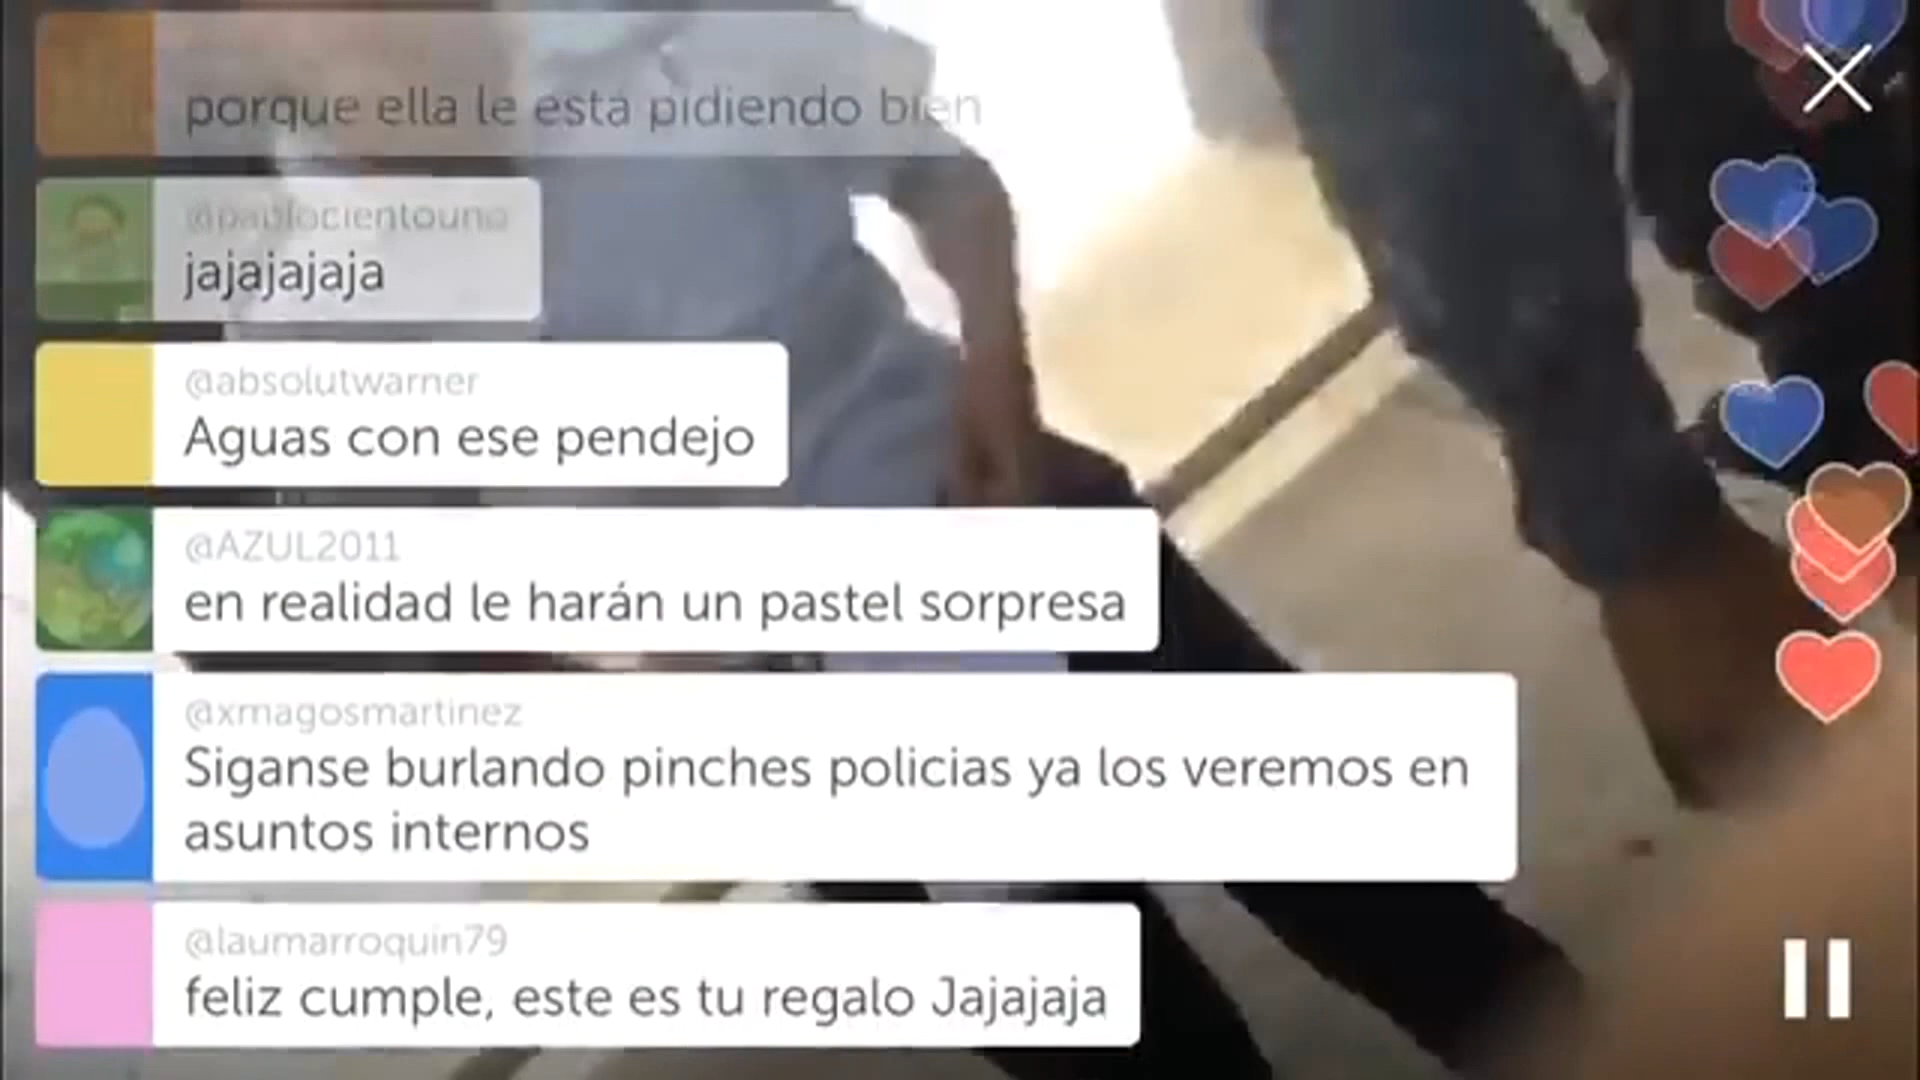 porque ella le esta pidiendo bien
@pablocientouno
jajajajaja
@absolutwarner
Aguas con ese pendejo
@AZUL2011
en realidad le harán un pastel sorpresa
@xmagosmartinez
Siganse burlando pinches policias ya los veremos en
asuntos internos
@laumarroquin79
feliz cumple, este es tu regalo Jajajaja